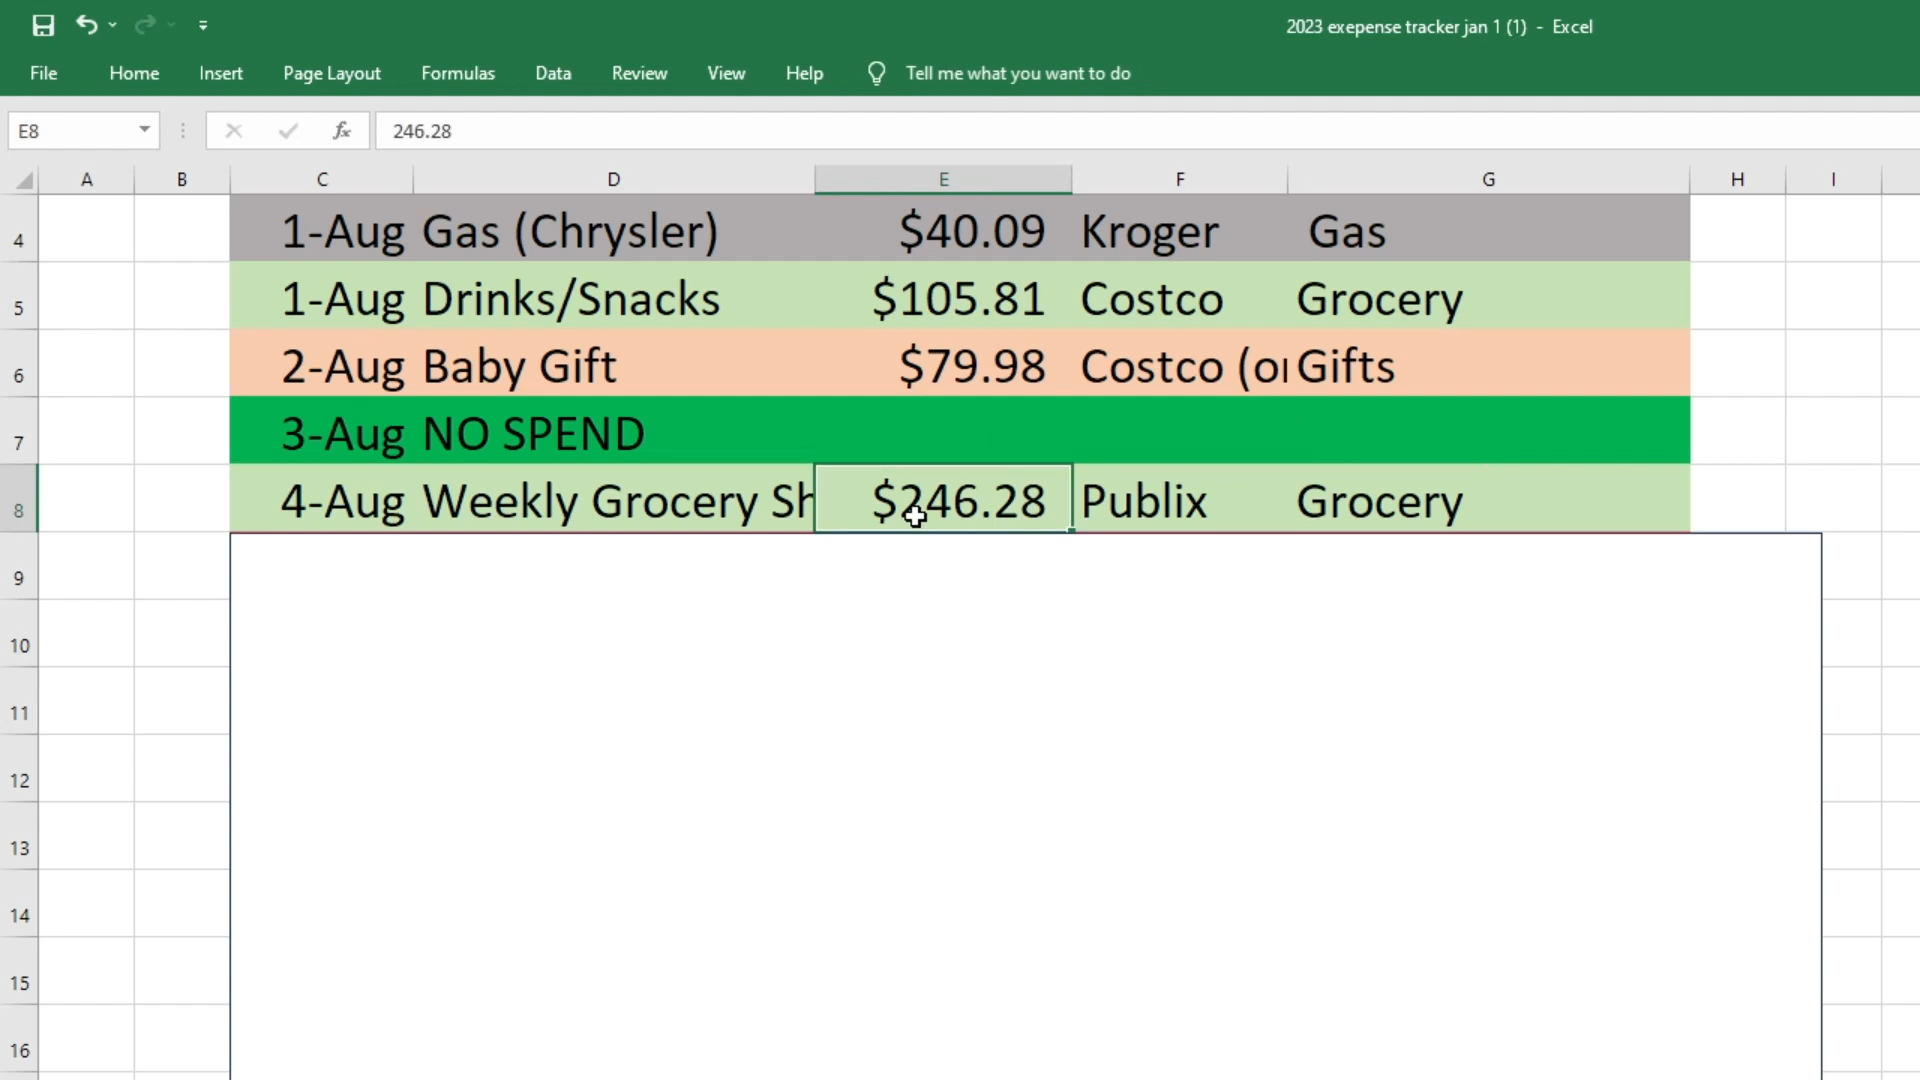 2023 exepense tracker jan 1 (1) - Excel
File Home Insert Page Layout Formulas Data Review View Help Tell me what you want to do
E8 fx 246.28
A B C D E F G H I
4 1-Aug Gas (Chrysler) $40.09 Kroger Gas
5 1-Aug Drinks/Snacks $105.81 Costco Grocery
6 2-Aug Baby Gift $79.98 Costco (or Gifts
7 3-Aug NO SPEND
8 4-Aug Weekly Grocery Sh $246.28 Publix Grocery
9
10
11
12
13
14
15
16